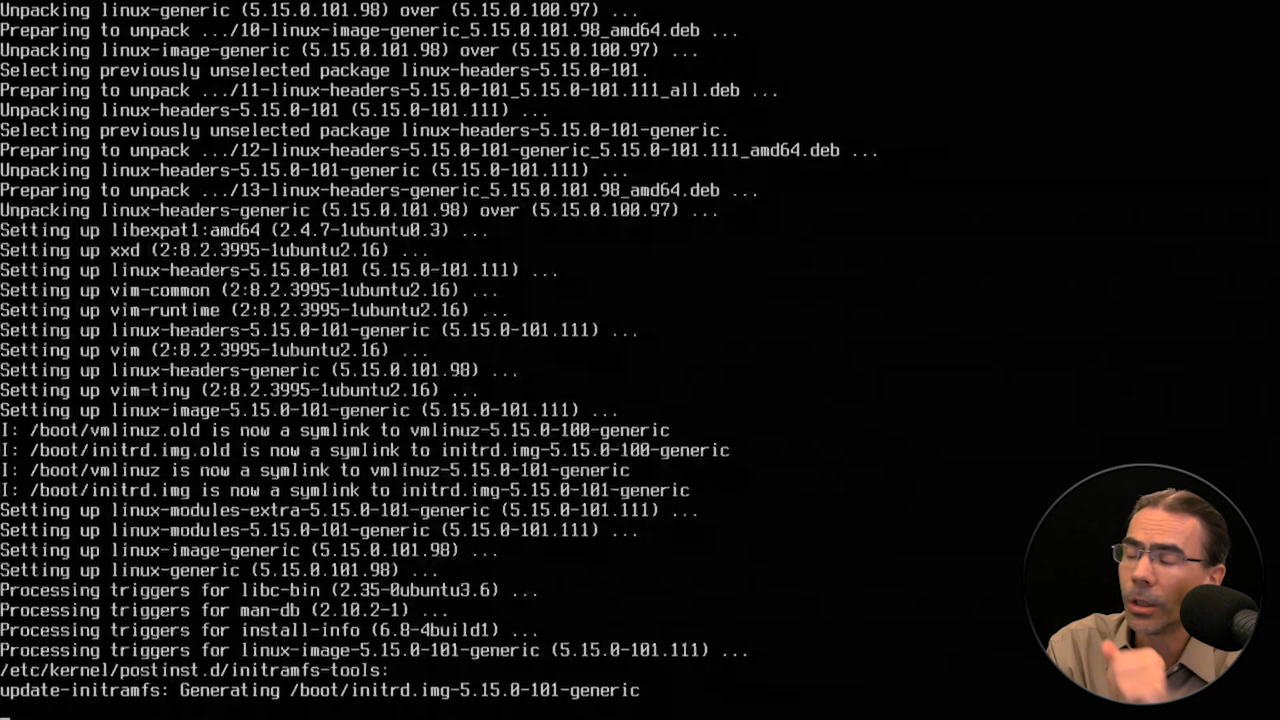 Unpacking linux-generic (5.15.0.101.98) over (5.15.0.100.97) ...
Preparing to unpack .../10-linux-image-generic_5.15.0.101.98_amd64.deb ...
Unpacking linux-image-generic (5.15.0.101.98) over (5.15.0.100.97) ...
Selecting previously unselected package linux-headers-5.15.0-101.
Preparing to unpack .../11-linux-headers-5.15.0-101_5.15.0-101.111_all.deb ...
Unpacking linux-headers-5.15.0-101 (5.15.0-101.111) ...
Selecting previously unselected package linux-headers-5.15.0-101-generic.
Preparing to unpack .../12-linux-headers-5.15.0-101-generic_5.15.0-101.111_amd64.deb ...
Unpacking linux-headers-5.15.0-101-generic (5.15.0-101.111) ...
Preparing to unpack .../13-linux-headers-generic_5.15.0.101.98_amd64.deb ...
Unpacking linux-headers-generic (5.15.0.101.98) over (5.15.0.100.97) ...
Setting up libexpat1:amd64 (2.4.7-1ubuntu0.3) ...
Setting up xxd (2:8.2.3995-1ubuntu2.16) ...
Setting up linux-headers-5.15.0-101 (5.15.0-101.111) ...
Setting up vim-common (2:8.2.3995-1ubuntu2.16) ...
Setting up vim-runtime (2:8.2.3995-1ubuntu2.16) ...
Setting up linux-headers-5.15.0-101-generic (5.15.0-101.111) ...
Setting up vim (2:8.2.3995-1ubuntu2.16) ...
Setting up linux-headers-generic (5.15.0.101.98) ...
Setting up vim-tiny (2:8.2.3995-1ubuntu2.16) ...
Setting up linux-image-5.15.0-101-generic (5.15.0-101.111) ...
I: /boot/vmlinuz.old is now a symlink to vmlinuz-5.15.0-100-generic
I: /boot/initrd.img.old is now a symlink to initrd.img-5.15.0-100-generic
I: /boot/vmlinuz is now a symlink to vmlinuz-5.15.0-101-generic
I: /boot/initrd.img is now a symlink to initrd.img-5.15.0-101-generic
Setting up linux-modules-extra-5.15.0-101-generic (5.15.0-101.111) ...
Setting up linux-modules-5.15.0-101-generic (5.15.0-101.111) ...
Setting up linux-image-generic (5.15.0.101.98) ...
Setting up linux-generic (5.15.0.101.98) ...
Processing triggers for libc-bin (2.35-0ubuntu3.6) ...
Processing triggers for man-db (2.10.2-1) ...
Processing triggers for install-info (6.8-4build1) ...
Processing triggers for linux-image-5.15.0-101-generic (5.15.0-101.111) ...
/etc/kernel/postinst.d/initramfs-tools:
update-initramfs: Generating /boot/initrd.img-5.15.0-101-generic